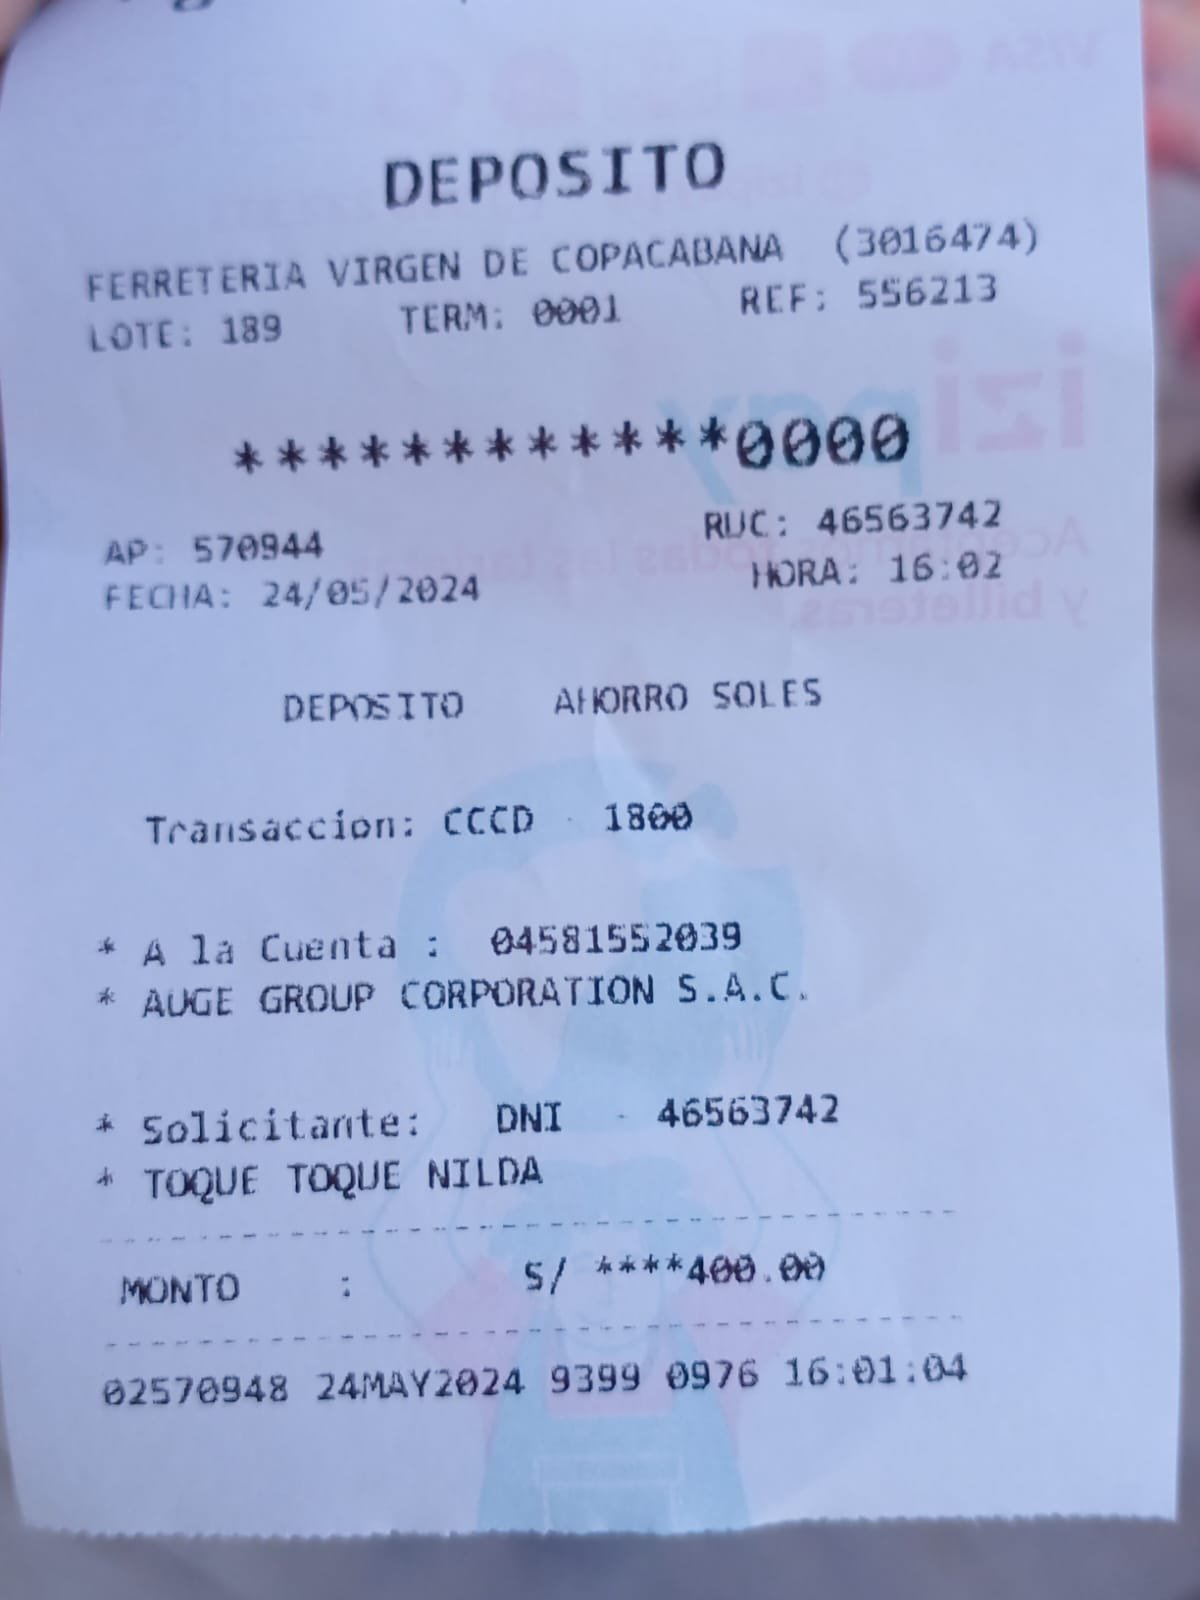 DEPOSITO
FERRETERIA VIRGEN DE COPACABANA (3016474)
LOTE: 189 TERM: 0001 REF: 556213
************0000
AP: 570944 RUC: 46563742
FECHA: 24/05/2024 HORA: 16:02
DEPOSITO AHORRO SOLES
Transaccion: CCCD - 1800
* A la Cuenta : 04581552039
* AUGE GROUP CORPORATION S.A.C.
* Solicitante: DNI - 46563742
* TOQUE TOQUE NILDA
MONTO : S/ ****400.00
02570948 24MAY2024 9399 0976 16:01:04
VISA
izipay
Aceptamos todas las tarjetas
y billeteras.